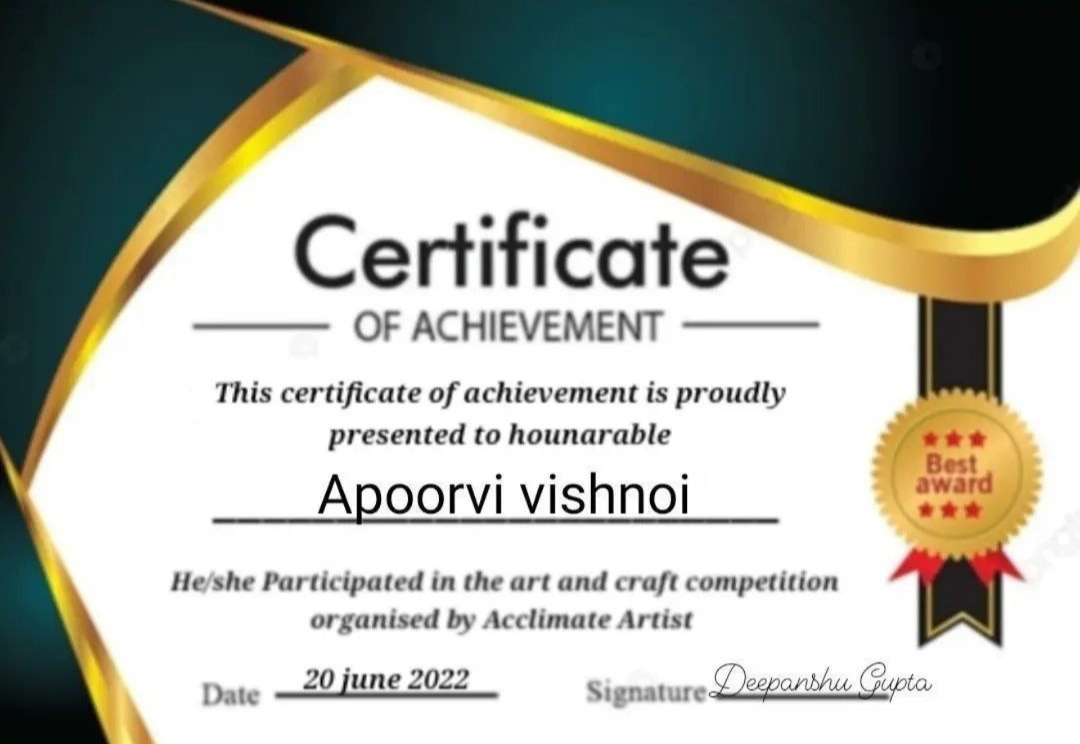 Certificate
OF ACHIEVEMENT
This certificate of achievement is proudly
presented to hounarable
Apoorvi vishnoi
Best
award
He/she Participated in the art and craft competition
organised by Acclimate Artist
Date 20 june 2022
Signature Deepanshu Gupta